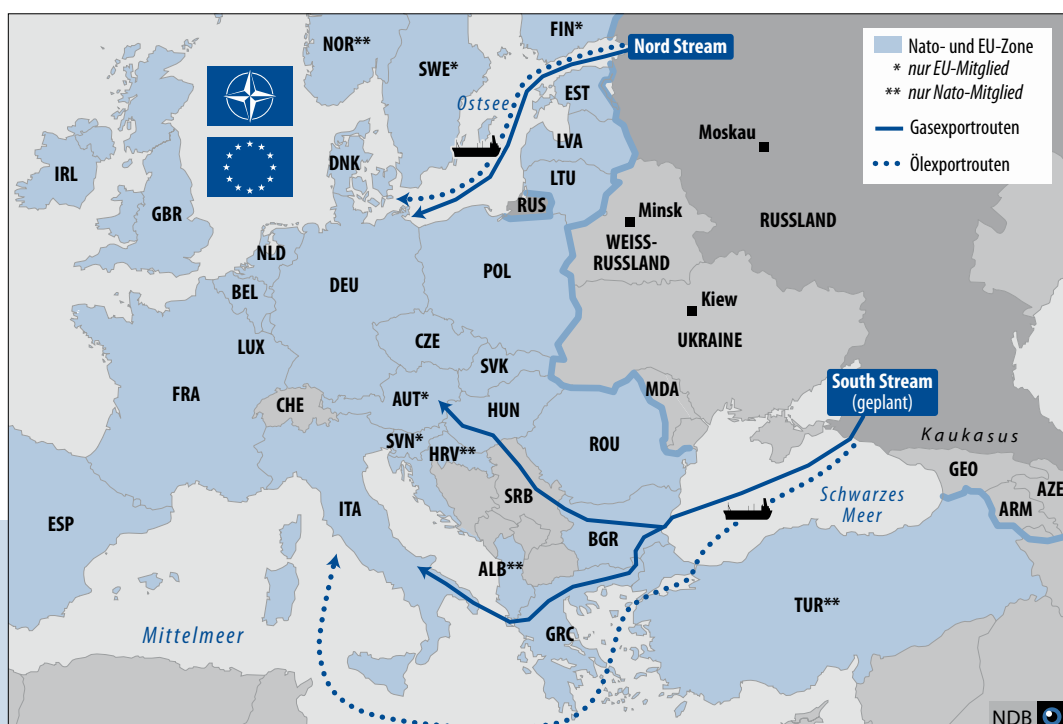 FIN*
NOR**
Nord Stream
Nato- und EU-Zone
* nur EU-Mitglied
** nur Nato-Mitglied
Gasexportrouten
Ölexportrouten
SWE*
Ostsee
EST
Moskau
LVA
DNK
IRL
LTU
RUS
Minsk
GBR
RUSSLAND
WEISS-
RUSSLAND
NLD
POL
BEL
DEU
Kiew
UKRAINE
CZE
LUX
SVK
South Stream
(geplant)
MDA
FRA
AUT*
CHE
HUN
Kaukasus
SVN*
HRV**
ROU
GEO
AZE
SRB
Schwarzes
Meer
ARM
ITA
ESP
BGR
ALB**
TUR**
Mittelmeer
GRC
NDB